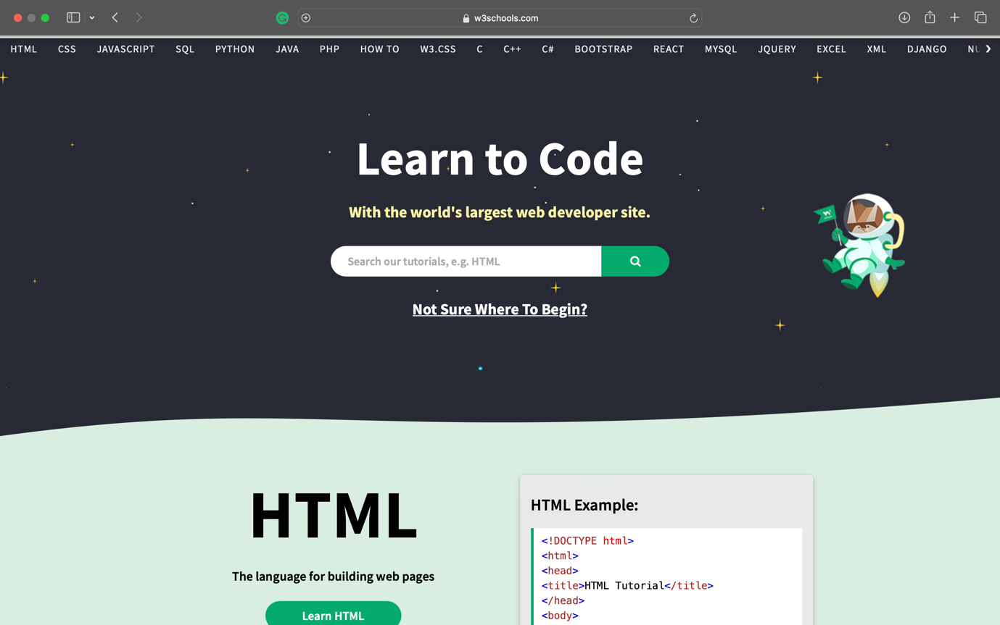 w3schools.com
HTML CSS JAVASCRIPT SQL PYTHON JAVA PHP HOW TO W3.CSS C C++ C# BOOTSTRAP REACT MYSQL JQUERY EXCEL XML DJANGO
Learn to Code
With the world's largest web developer site.
Search our tutorials, e.g. HTML
Not Sure Where To Begin?
HTML
The language for building web pages
Learn HTML
HTML Example:
<!DOCTYPE html>
<html>
<head>
<title>HTML Tutorial</title>
</head>
<body>